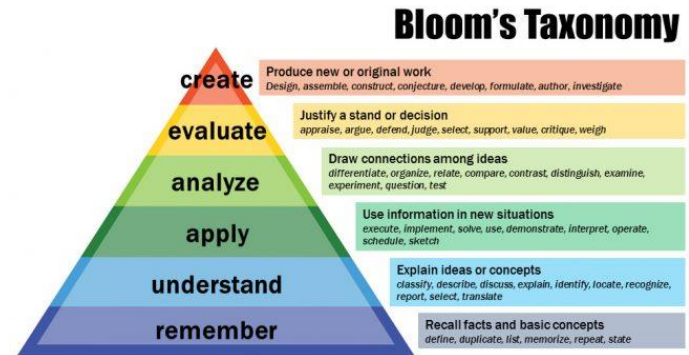 Bloom's Taxonomy
create
Produce new or original work
Design, assemble, construct, conjecture, develop, formulate, author, investigate
evaluate
Justify a stand or decision
appraise, argue, defend, judge, select, support, value, critique, weigh
analyze
Draw connections among ideas
differentiate, organize, relate, compare, contrast, distinguish, examine,
experiment, question, test
apply
Use information in new situations
execute, implement, solve, use, demonstrate, interpret, operate,
schedule, sketch
understand
Explain ideas or concepts
classify, describe, discuss, explain, identify, locate, recognize,
report, select, translate
remember
Recall facts and basic concepts
define, duplicate, list, memorize, repeat, state